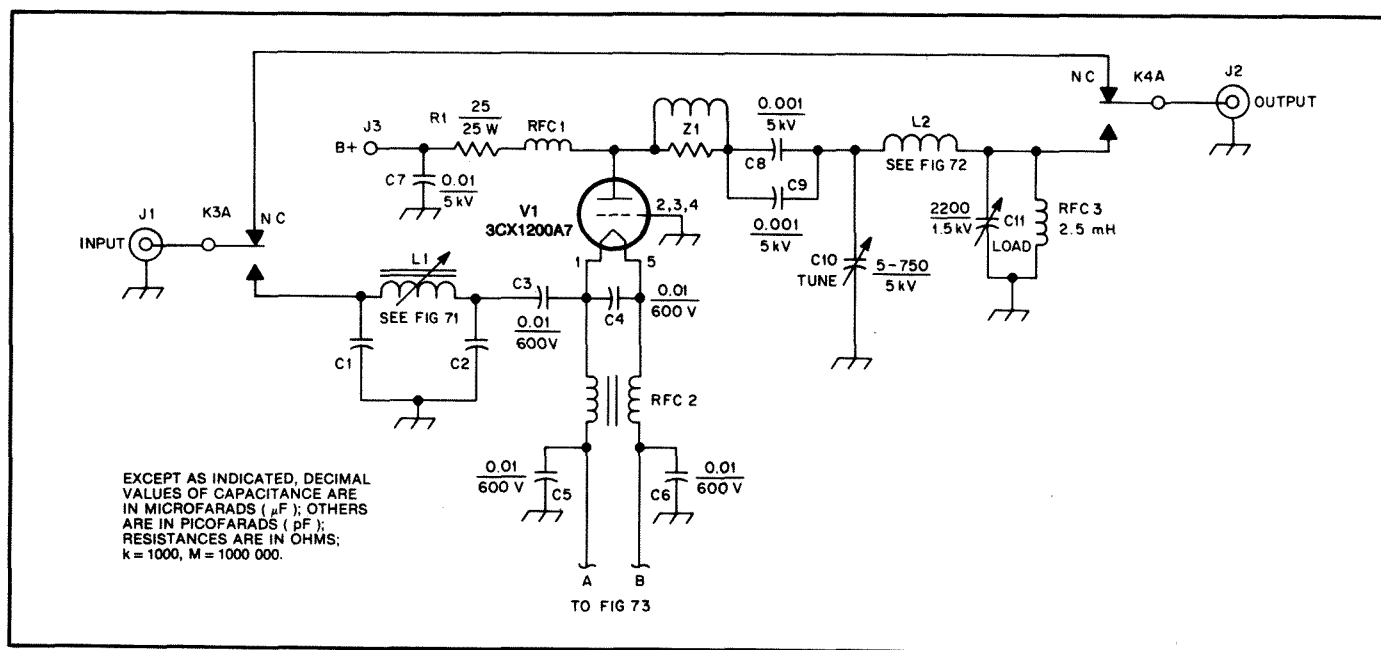 NC
K4A
J2
OUTPUT
J3
B+
R1
25
25 W
RFC 1
Z1
0.001
5 kV
C8
C9
0.001
5 kV
L2
SEE FIG 72
C7
0.01
5 kV
V1
3CX1200A7
2,3,4
1
5
J1
INPUT
K3A
NC
L1
SEE FIG 71
C1
C2
C3
0.01
600V
C4
0.01
600 V
C10
TUNE
5-750
5 kV
2200
1.5 kV
C11
LOAD
RFC 3
2.5 mH
RFC 2
0.01
600 V
C5
C6
0.01
600 V
EXCEPT AS INDICATED, DECIMAL
VALUES OF CAPACITANCE ARE
IN MICROFARADS ( μF ); OTHERS
ARE IN PICOFARADS ( pF );
RESISTANCES ARE IN OHMS;
k = 1000, M = 1000 000.
A
B
TO FIG 73